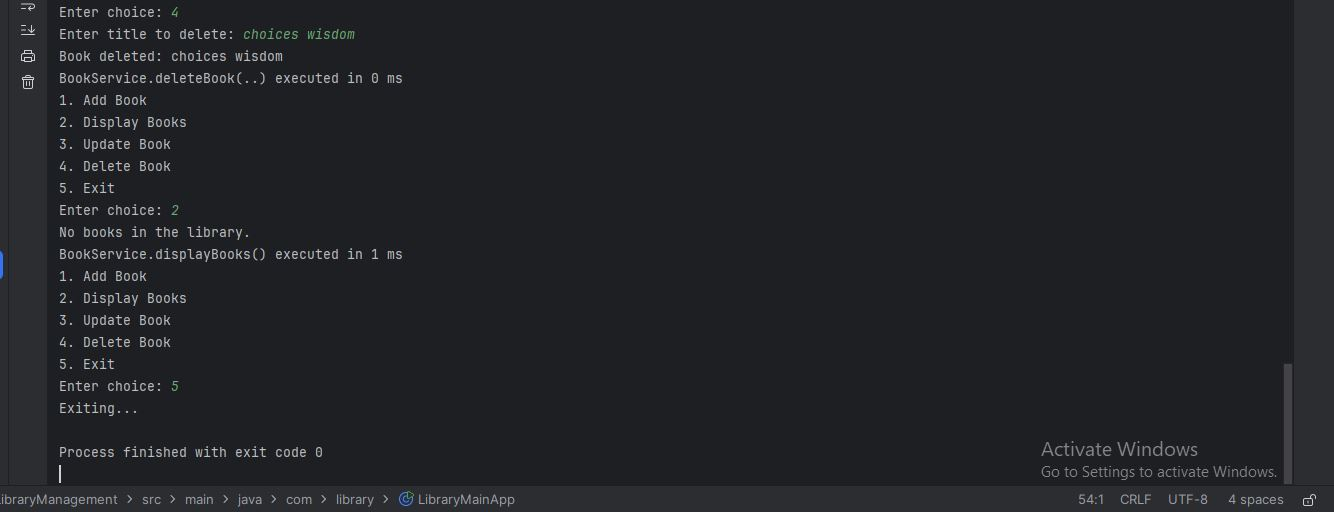 Enter choice: 4
Enter title to delete: choices wisdom
Book deleted: choices wisdom
BookService.deleteBook(..) executed in 0 ms
1. Add Book
2. Display Books
3. Update Book
4. Delete Book
5. Exit
Enter choice: 2
No books in the library.
BookService.displayBooks() executed in 1 ms
1. Add Book
2. Display Books
3. Update Book
4. Delete Book
5. Exit
Enter choice: 5
Exiting...
Process finished with exit code 0
Activate Windows
Go to Settings to activate Windows.
ibraryManagement > src > main > java > com > library > LibraryMainApp 54:1 CRLF UTF-8 4 spaces